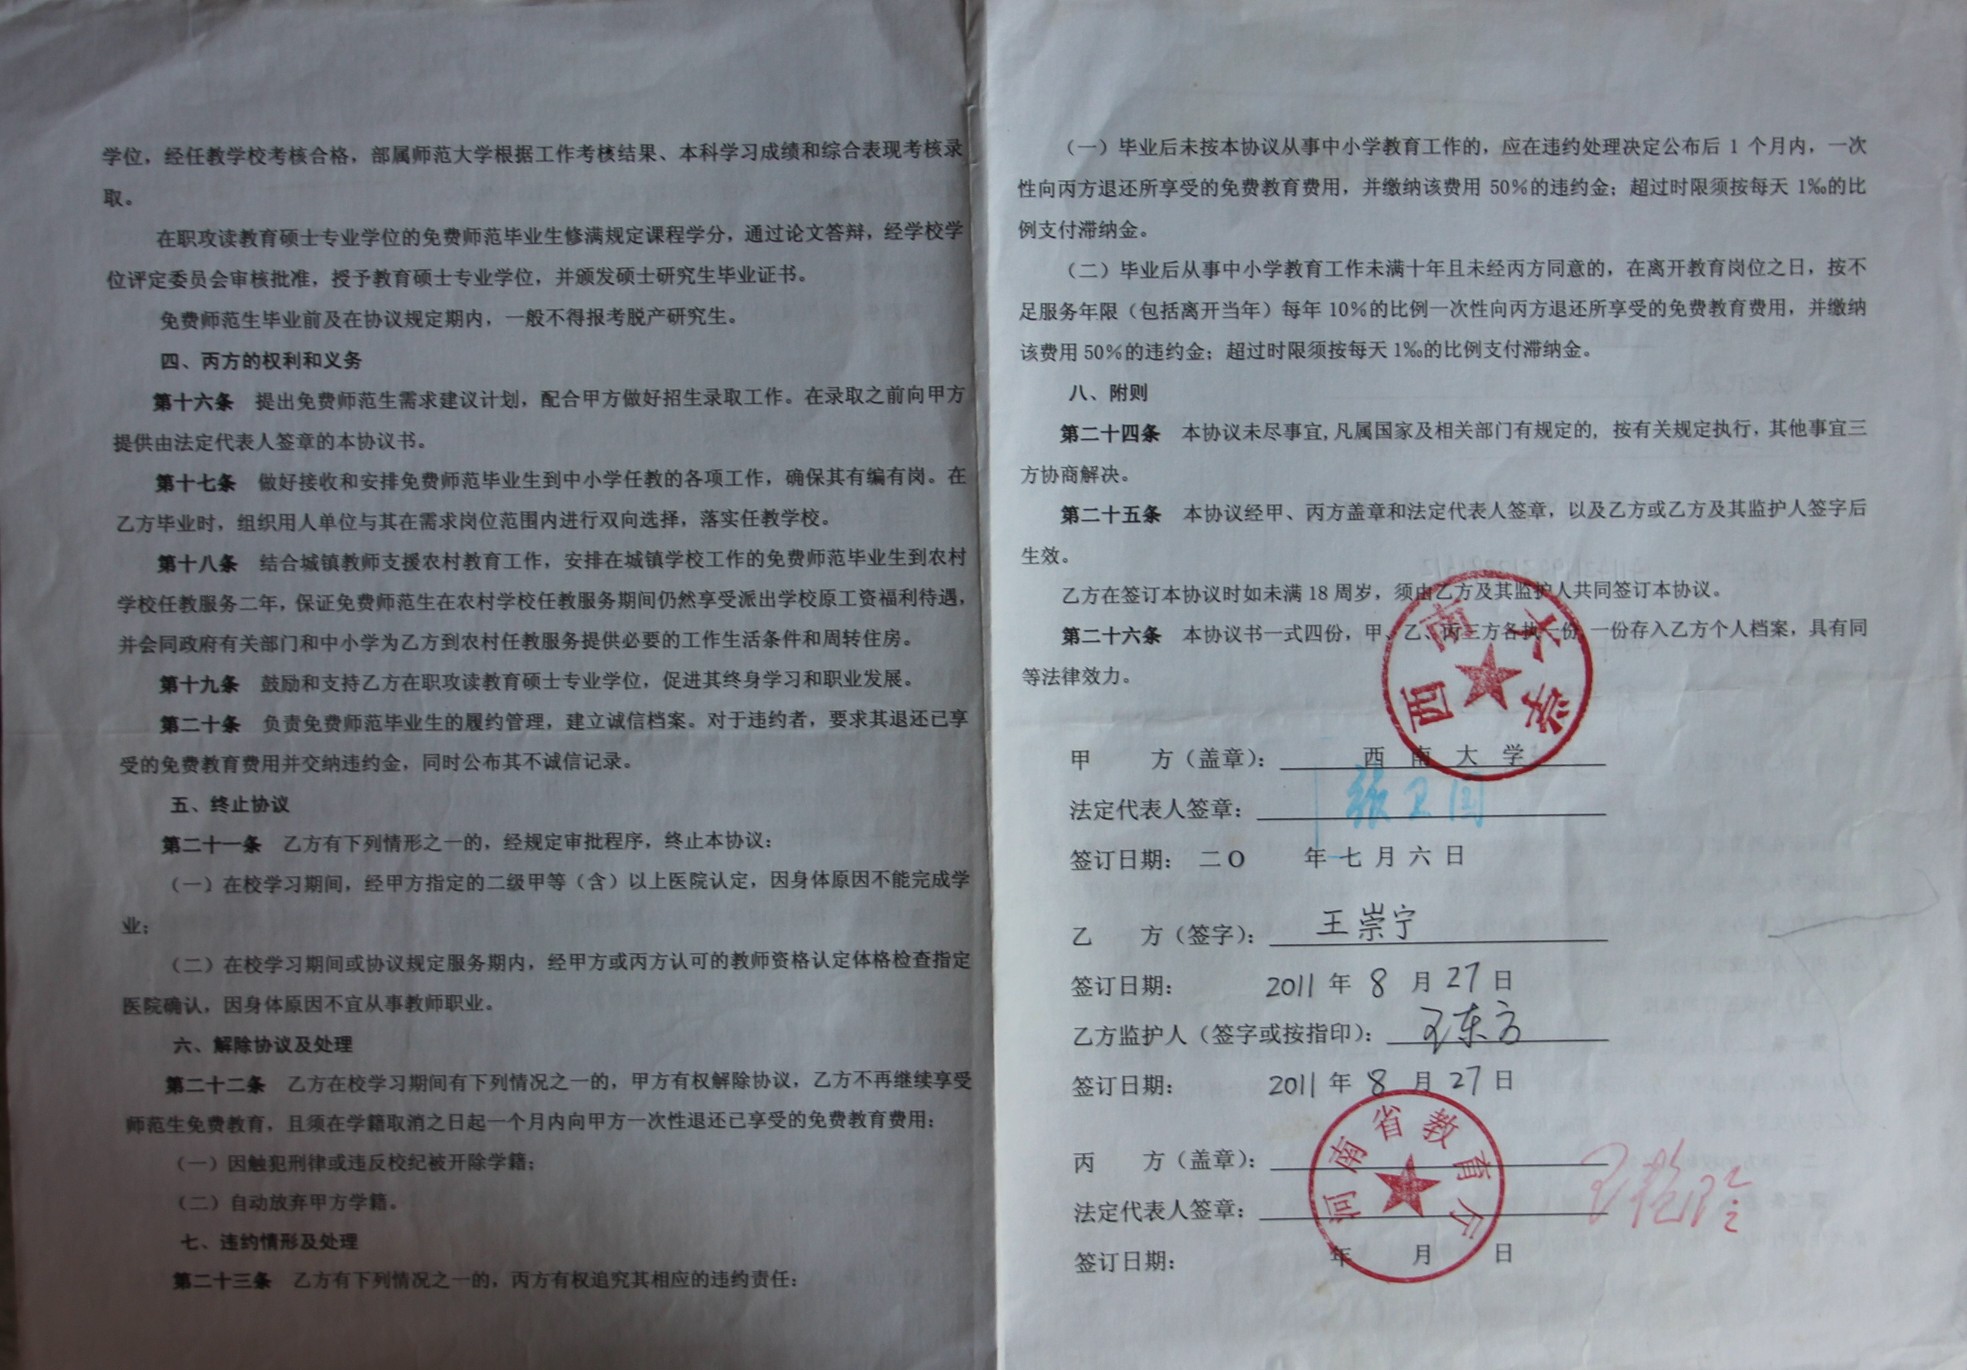 学位，经任教学校考核合格，部属师范大学根据工作考核结果、本科学习成绩和综合表现考核录
取。
在职攻读教育硕士专业学位的免费师范毕业生修满规定课程学分，通过论文答辩，经学校学
位评定委员会审核批准，授予教育硕士专业学位，并颁发硕士研究生毕业证书。
免费师范生毕业前及在协议规定期内，一般不得报考脱产研究生。
四、丙方的权利和义务
第十六条 提出免费师范生需求建议计划，配合甲方做好招生录取工作。在录取之前向甲方
提供由法定代表人签章的本协议书。
第十七条 做好接收和安排免费师范毕业生到中小学任教的各项工作，确保其有编有岗。在
乙方毕业时，组织用人单位与其在需求岗位范围内进行双向选择，落实任教学校。
第十八条 结合城镇教师支援农村教育工作，安排在城镇学校工作的免费师范毕业生到农村
学校任教服务二年，保证免费师范生在农村学校任教服务期间仍然享受派出学校原工资福利待遇，
并会同政府有关部门和中小学为乙方到农村任教服务提供必要的工作生活条件和周转住房。
第十九条 鼓励和支持乙方在职攻读教育硕士专业学位，促进其终身学习和职业发展。
第二十条 负责免费师范毕业生的履约管理，建立诚信档案。对于违约者，要求其退还已享
受的免费教育费用并交纳违约金，同时公布其不诚信记录。
五、终止协议
第二十一条 乙方有下列情形之一的，经规定审批程序，终止本协议：
（一）在校学习期间，经甲方指定的二级甲等（含）以上医院认定，因身体原因不能完成学
业；
（二）在校学习期间或协议规定服务期内，经甲方或丙方认可的教师资格认定体格检查指定
医院确认，因身体原因不宜从事教师职业。
六、解除协议及处理
第二十二条 乙方在校学习期间有下列情况之一的，甲方有权解除协议，乙方不再继续享受
师范生免费教育，且须在学籍取消之日起一个月内向甲方一次性退还已享受的免费教育费用：
（一）因触犯刑律或违反校纪被开除学籍；
（二）自动放弃甲方学籍。
七、违约情形及处理
第二十三条 乙方有下列情况之一的，丙方有权追究其相应的违约责任：
（一）毕业后未按本协议从事中小学教育工作的，应在违约处理决定公布后 1 个月内，一次
性向丙方退还所享受的免费教育费用，并缴纳该费用 50%的违约金；超过时限须按每天 1‰的比
例支付滞纳金。
（二）毕业后从事中小学教育工作未满十年且未经丙方同意的，在离开教育岗位之日，按不
足服务年限（包括离开当年）每年 10%的比例一次性向丙方退还所享受的免费教育费用，并缴纳
该费用 50%的违约金；超过时限须按每天 1‰的比例支付滞纳金。
八、附则
第二十四条 本协议未尽事宜,凡属国家及相关部门有规定的, 按有关规定执行，其他事宜三
方协商解决。
第二十五条 本协议经甲、丙方盖章和法定代表人签章，以及乙方或乙方及其监护人签字后
生效。
乙方在签订本协议时如未满 18 周岁，须由乙方及其监护人共同签订本协议。
第二十六条 本协议书一式四份，甲、乙、丙三方各执一份，一份存入乙方个人档案，具有同
等法律效力。
西南大学
甲 方（盖章）： 西 南 大 学
法定代表人签章： 张卫国
签订日期： 二〇 年 七 月 六 日
乙 方（签字）： 王崇宁
签订日期： 2011 年 8 月 27 日
乙方监护人（签字或按指印）： 王东方
签订日期： 2011 年 8 月 27 日
河南省教育厅
丙 方（盖章）：
法定代表人签章：
签订日期： 年 月 日